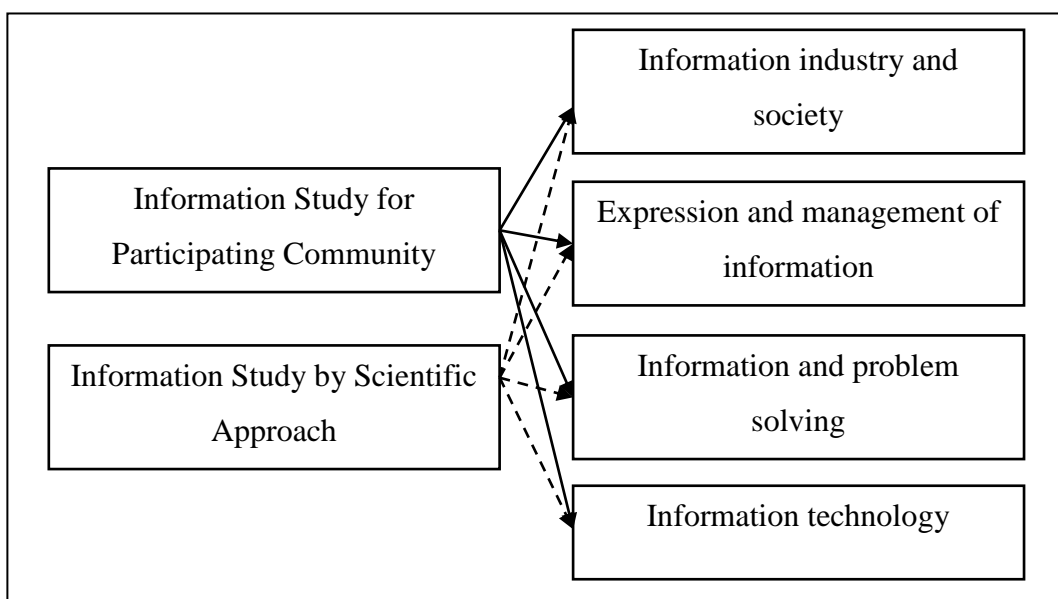 Information Study for
Participating Community
Information Study by Scientific
Approach
Information industry and
society
Expression and management of
information
Information and problem
solving
Information technology